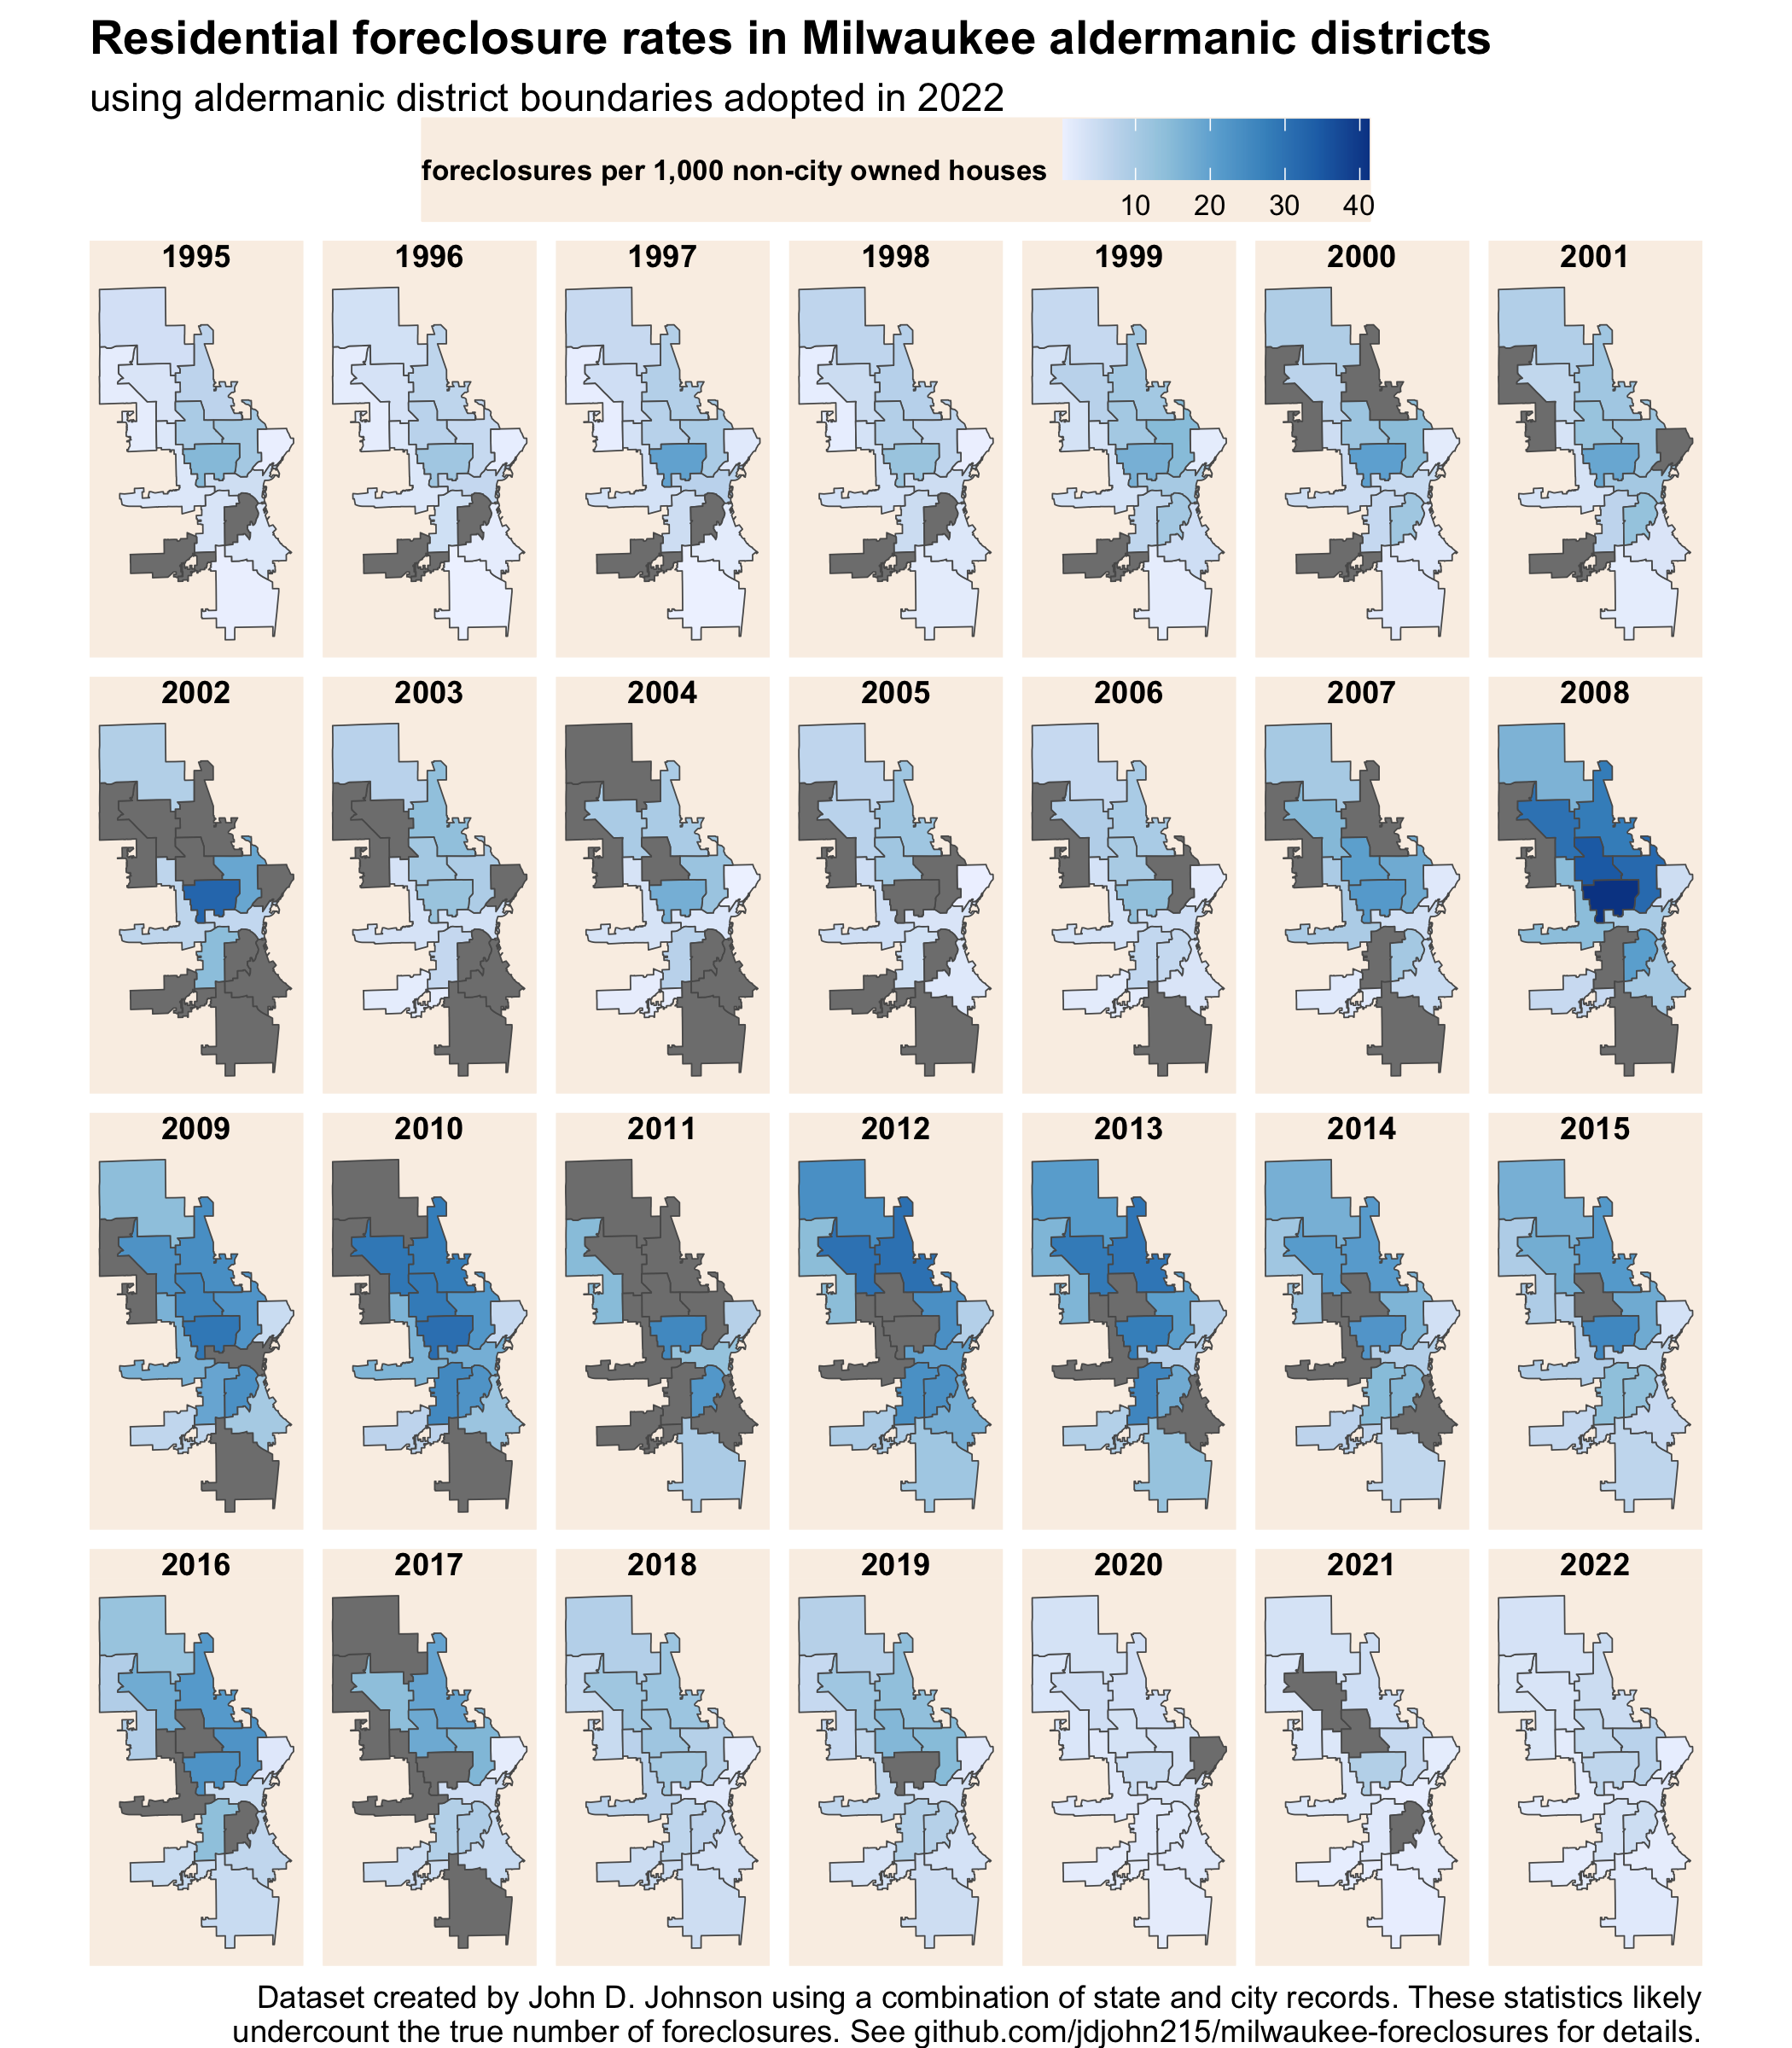 Residential foreclosure rates in Milwaukee aldermanic districts
using aldermanic district boundaries adopted in 2022
foreclosures per 1,000 non-city owned houses
10 20 30 40
1995 1996 1997 1998 1999 2000 2001
2002 2003 2004 2005 2006 2007 2008
2009 2010 2011 2012 2013 2014 2015
2016 2017 2018 2019 2020 2021 2022
Dataset created by John D. Johnson using a combination of state and city records. These statistics likely
undercount the true number of foreclosures. See github.com/jdjohn215/milwaukee-foreclosures for details.